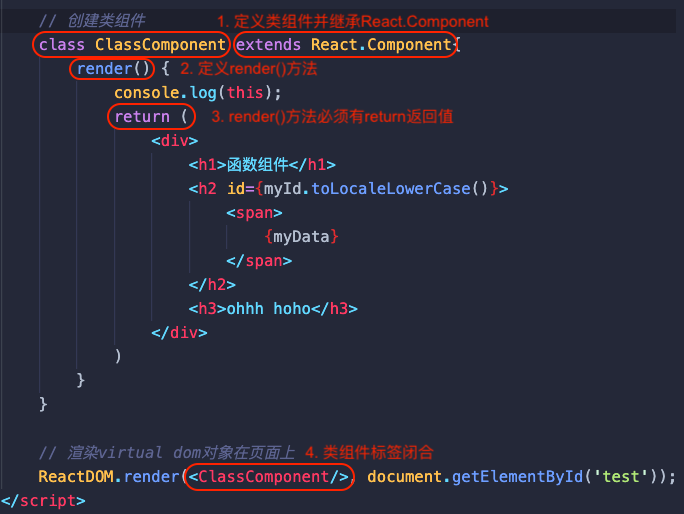 // 创建类组件 1. 定义类组件并继承React.Component
class ClassComponent extends React.Component{
render() { 2. 定义render()方法
console.log(this);
return ( 3. render()方法必须有return返回值
<div>
<h1>函数组件</h1>
<h2 id={myId.toLocaleLowerCase()}>
<span>
{myData}
</span>
</h2>
<h3>ohhh hoho</h3>
</div>
)
}
}
// 渲染virtual dom对象在页面上 4. 类组件标签闭合
ReactDOM.render(<ClassComponent/>, document.getElementById('test'));
</script>